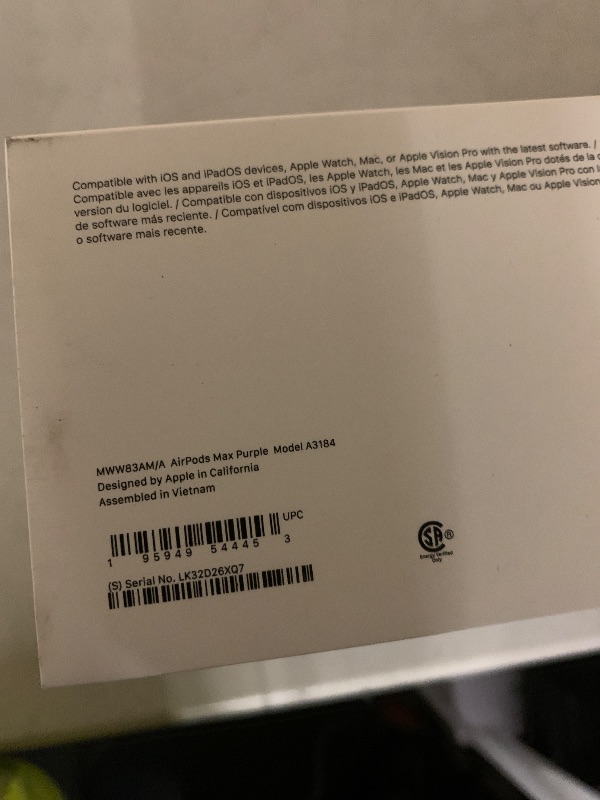 Compatible with iOS and iPadOS devices, Apple Watch, Mac, or Apple Vision Pro with the latest software. /
Compatible avec les appareils iOS et iPadOS, les Apple Watch, les Mac et les Apple Vision Pro dotés de la
version du logiciel. / Compatible con dispositivos iOS y iPadOS, Apple Watch, Mac y Apple Vision Pro con
de software más reciente. / Compatível com dispositivos iOS e iPadOS, Apple Watch, Mac ou Apple Vision
o software mais recente.
MWW83AM/A AirPods Max Purple Model A3184
Designed by Apple in California
Assembled in Vietnam
UPC
1 95949 54445 3
(S) Serial No. LK32D26XQ7
SA®
Energy Verified
Only